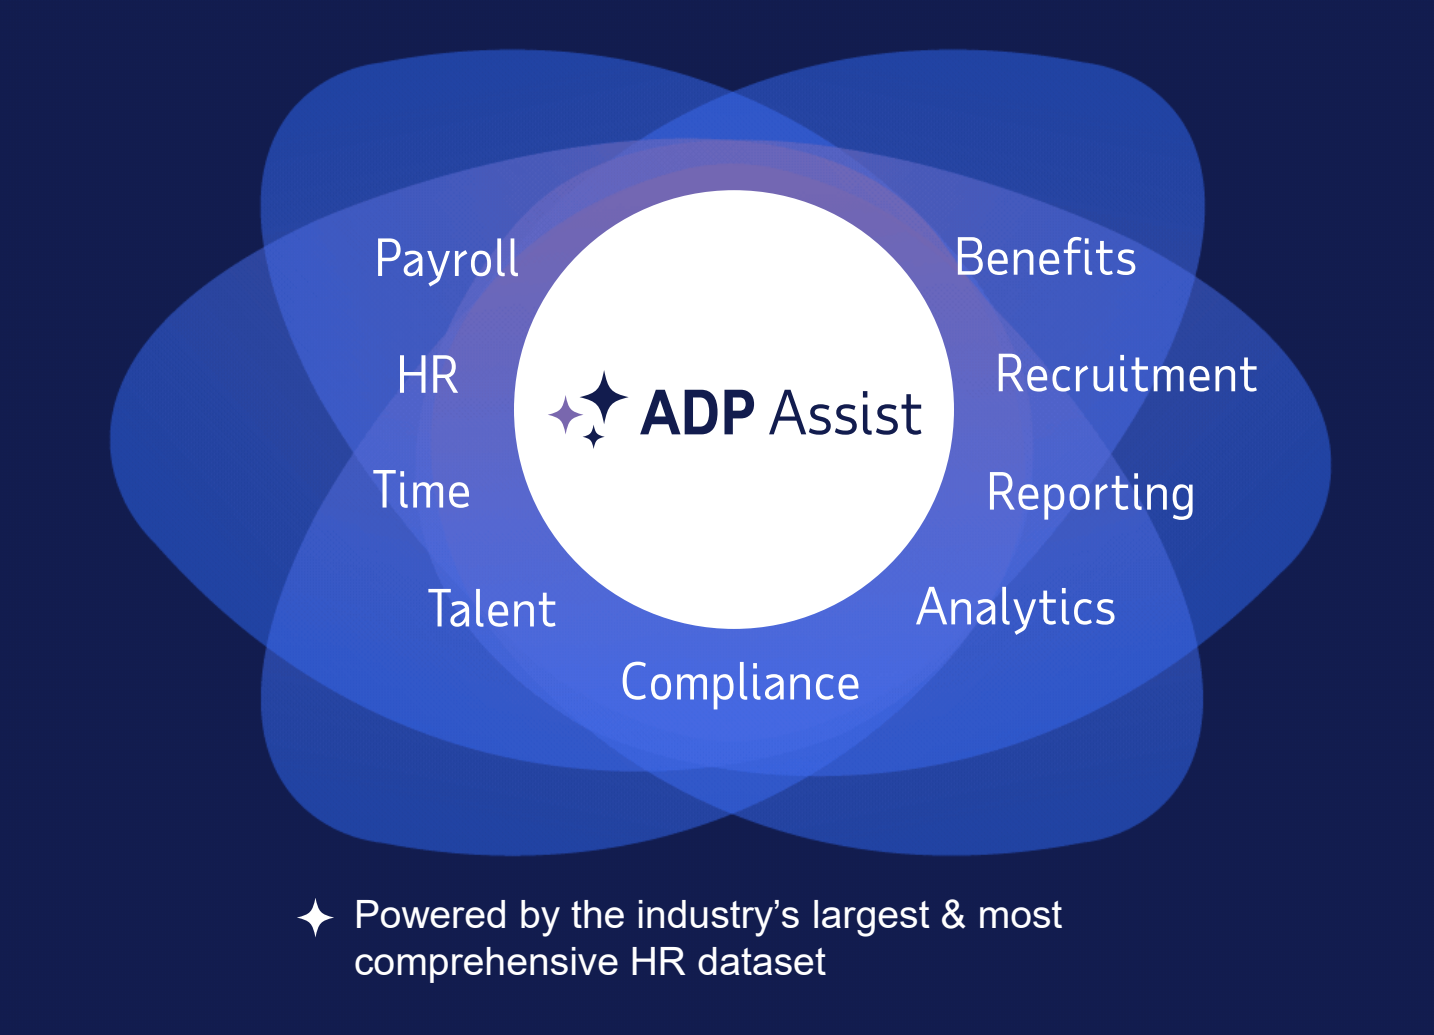 Payroll
Benefits
HR
Recruitment
ADP Assist
Time
Reporting
Talent
Analytics
Compliance
Powered by the industry’s largest & most
comprehensive HR dataset